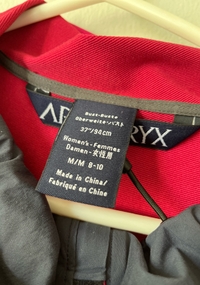 Bust-Buste
Oberweite-バスト
37"/94cm
Women's-Femmes
Damen-女性用
M/M 8-10
Made in China/
Fabriqué en Chine